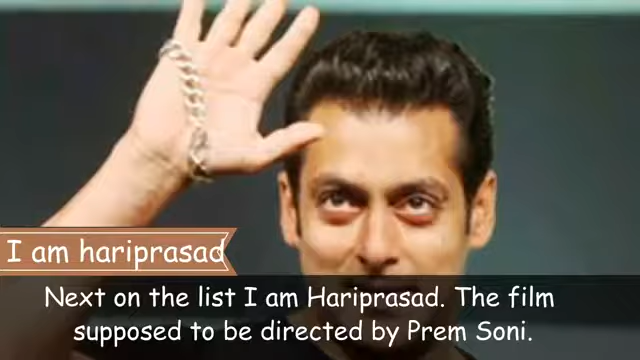 I am hariprasad
Next on the list I am Hariprasad. The film
supposed to be directed by Prem Soni.